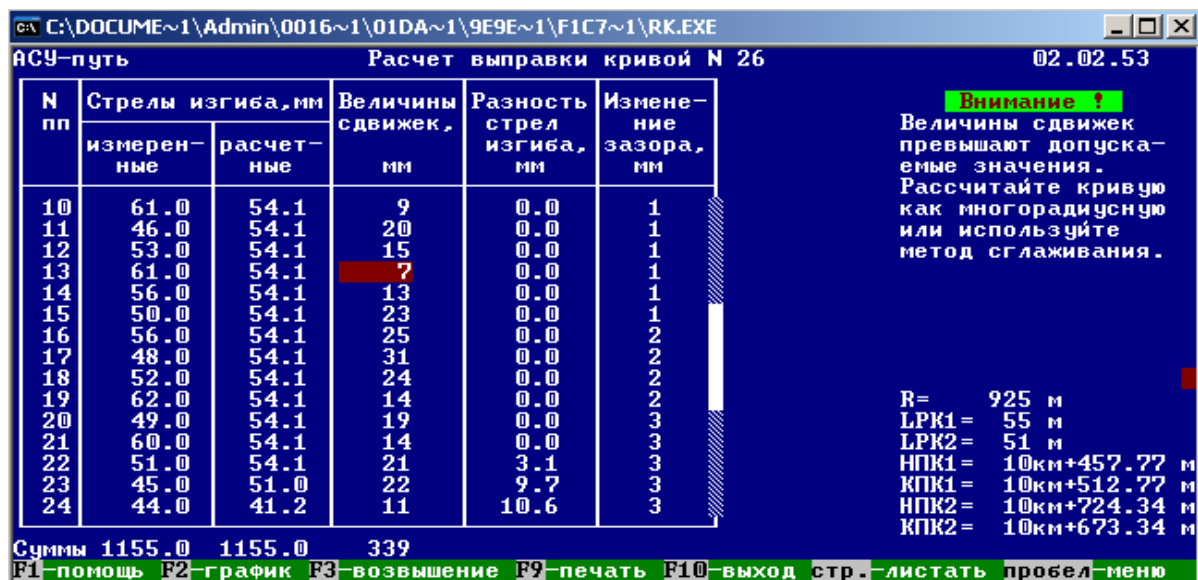 C:\DOCUME~1\Admin\0016~1\01DA~1\9E9E~1\F1C7~1\RK.EXE
АСУ-путь Расчет выправки кривой N 26 02.02.53
N пп
Стрелы изгиба,мм
измерен- ные
расчет- ные
Величины сдвижек, мм
Разность стрел изгиба, мм
Измене- ние зазора, мм
10 61.0 54.1 9 0.0 1
11 46.0 54.1 20 0.0 1
12 53.0 54.1 15 0.0 1
13 61.0 54.1 7 0.0 1
14 56.0 54.1 13 0.0 1
15 50.0 54.1 23 0.0 1
16 56.0 54.1 25 0.0 2
17 48.0 54.1 31 0.0 2
18 52.0 54.1 24 0.0 2
19 62.0 54.1 14 0.0 2
20 49.0 54.1 19 0.0 3
21 60.0 54.1 14 0.0 3
22 51.0 54.1 21 3.1 3
23 45.0 51.0 22 9.7 3
24 44.0 41.2 11 10.6 3
Суммы 1155.0 1155.0 339
Внимание !
Величины сдвижек
превышают допуска-
емые значения.
Рассчитайте кривую
как многорадиусную
или используйте
метод сглаживания.
R= 925 м
LРК1= 55 м
LРК2= 51 м
НПК1= 10км+457.77 м
КПК1= 10км+512.77 м
НПК2= 10км+724.34 м
КПК2= 10км+673.34 м
F1-помощь F2-график F3-возвышение F9-печать F10-выход стр.-листать пробел-меню